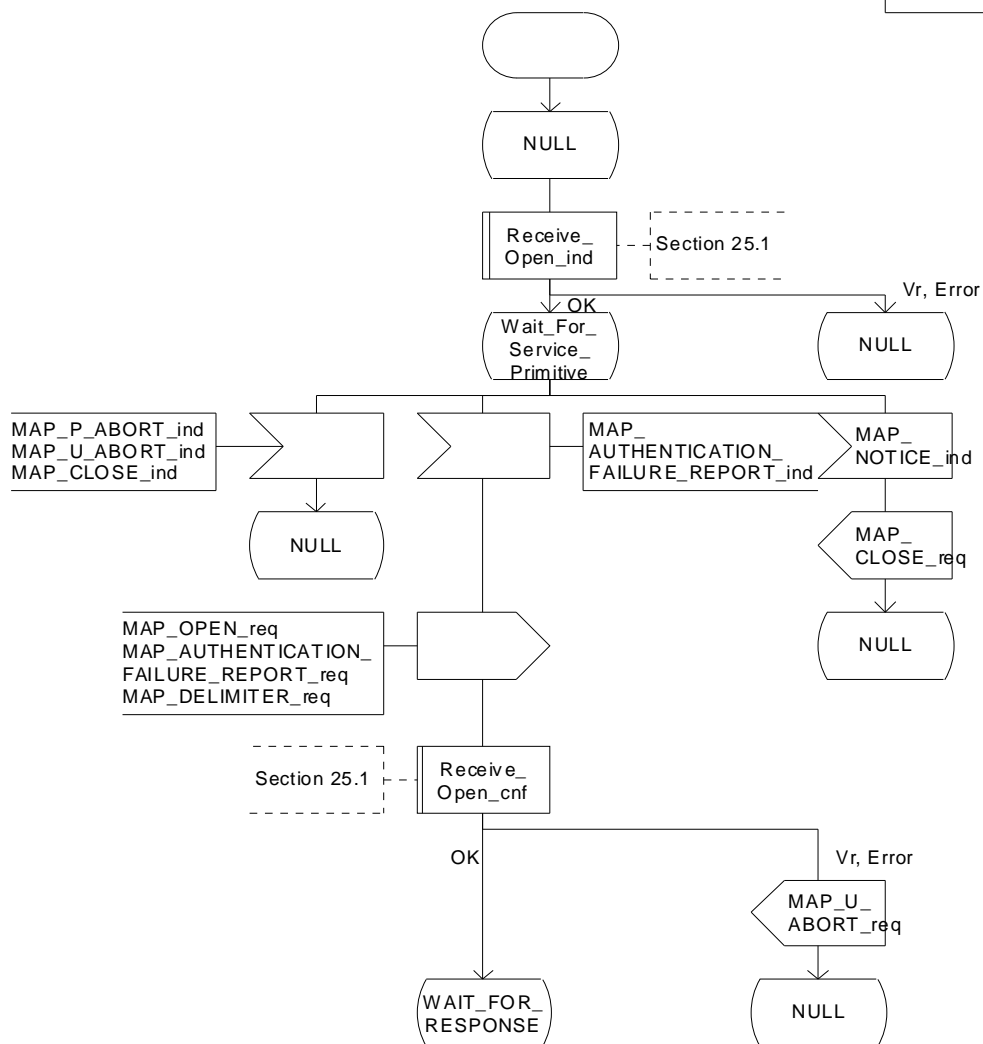 NULL
Receive_
Open_ind
Section 25.1
Vr, Error
OK
Wait_For_
Service_
Primitive
NULL
MAP_P_ABORT_ind
MAP_U_ABORT_ind
MAP_CLOSE_ind
MAP_
AUTHENTICATION_
FAILURE_REPORT_ind
MAP_
NOTICE_ind
NULL
MAP_
CLOSE_req
MAP_OPEN_req
MAP_AUTHENTICATION_
FAILURE_REPORT_req
MAP_DELIMITER_req
NULL
Section 25.1
Receive_
Open_cnf
OK
Vr, Error
MAP_U_
ABORT_req
WAIT_FOR_
RESPONSE
NULL